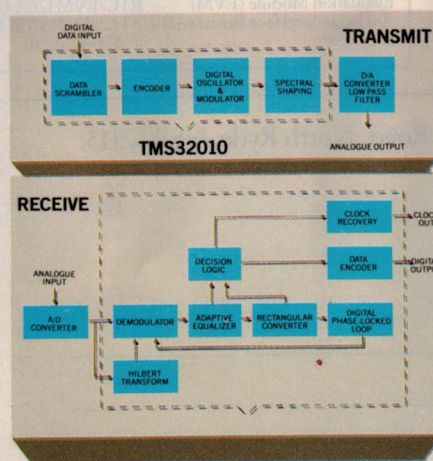 TRANSMIT
DIGITAL
DATA INPUT
DATA
SCRAMBLER
ENCODER
DIGITAL
OSCILLATOR
&
MODULATOR
SPECTRAL
SHAPING
D/A
CONVERTER
LOW PASS
FILTER
TMS32010
ANALOGUE OUTPUT
RECEIVE
CLOCK
RECOVERY
DECISION
LOGIC
DATA
ENCODER
ANALOGUE
INPUT
A/D
CONVERTER
DEMODULATOR
ADAPTIVE
EQUALIZER
RECTANGULAR
CONVERTER
DIGITAL
PHASE-LOCKED
LOOP
HILBERT
TRANSFORM